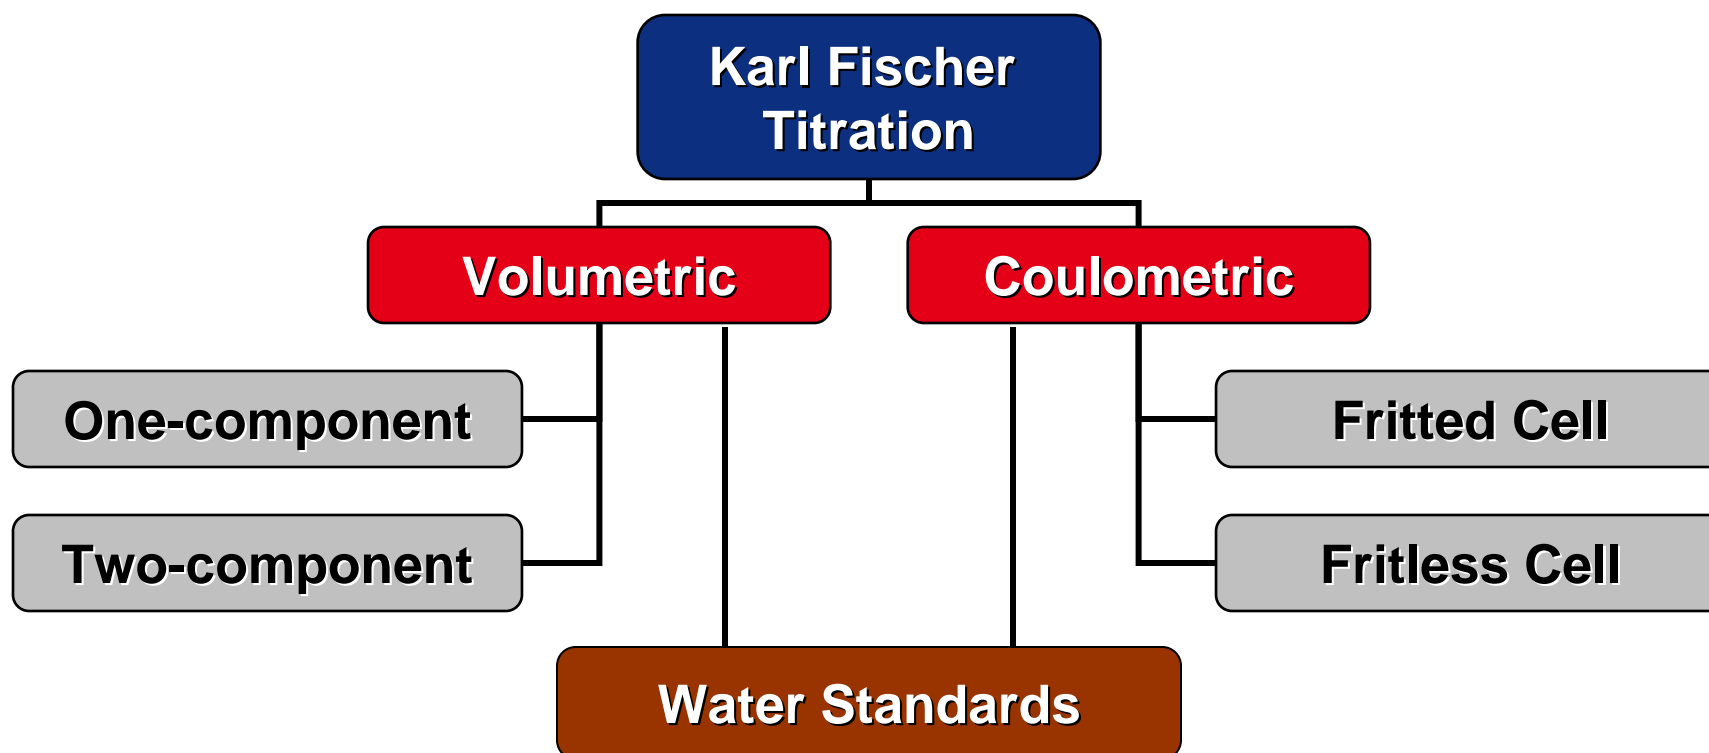 Karl Fischer
Titration
Volumetric
Coulometric
One-component
Fritted Cell
Two-component
Fritless Cell
Water Standards